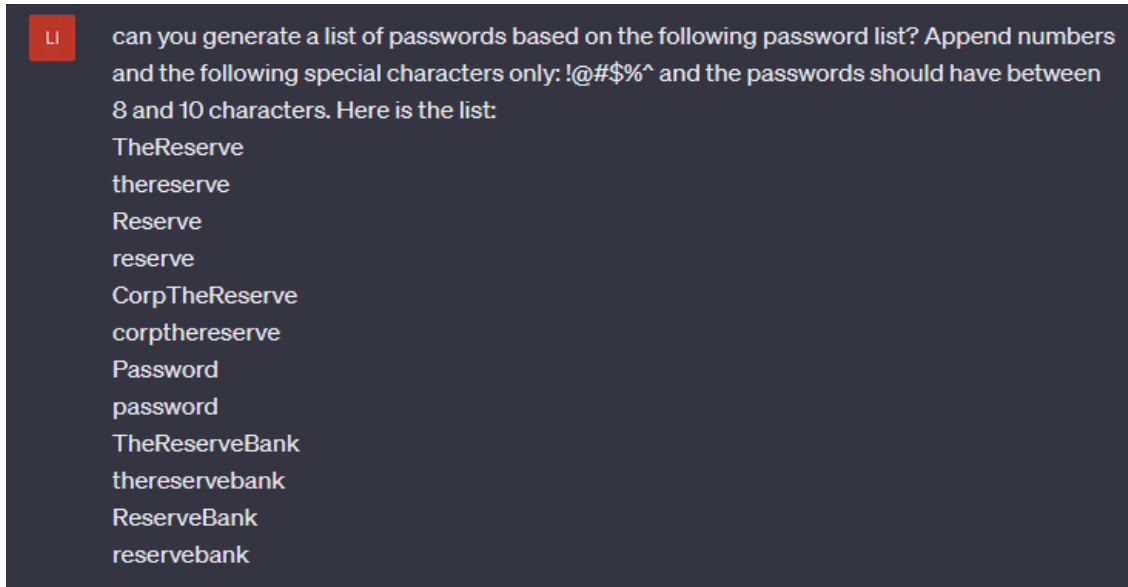 LI
can you generate a list of passwords based on the following password list? Append numbers
and the following special characters only: !@#$%^ and the passwords should have between
8 and 10 characters. Here is the list:
TheReserve
thereserve
Reserve
reserve
CorpTheReserve
corpthereserve
Password
password
TheReserveBank
thereservebank
ReserveBank
reservebank